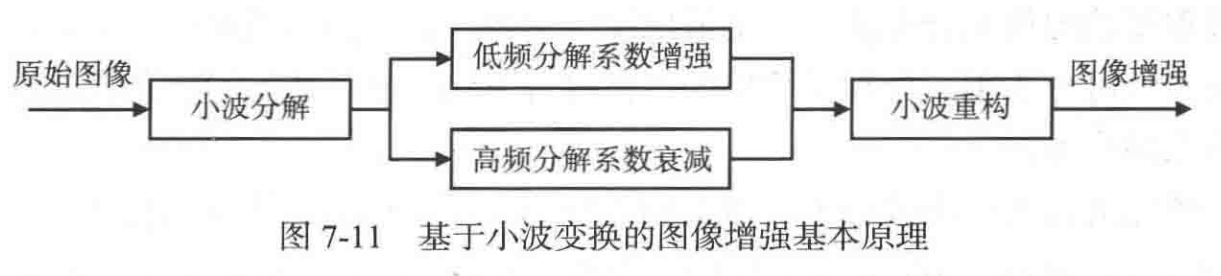 原始图像
小波分解
低频分解系数增强
高频分解系数衰减
小波重构
图像增强
图 7-11 基于小波变换的图像增强基本原理